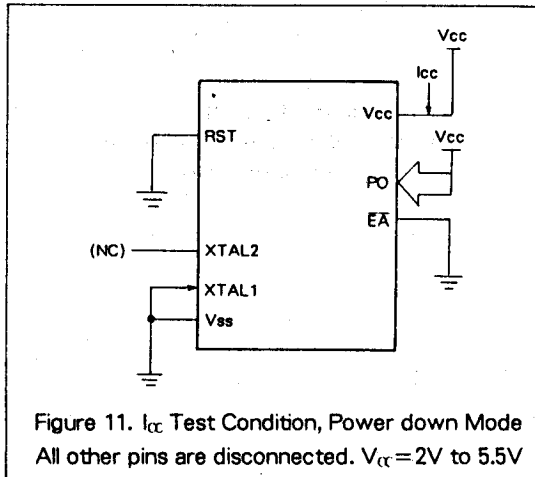 Vcc
Icc
Vcc
Vcc
RST
PO
EA
(NC)
XTAL2
XTAL1
Vss
Figure 11. Icc Test Condition, Power down Mode
All other pins are disconnected. Vcc=2V to 5.5V